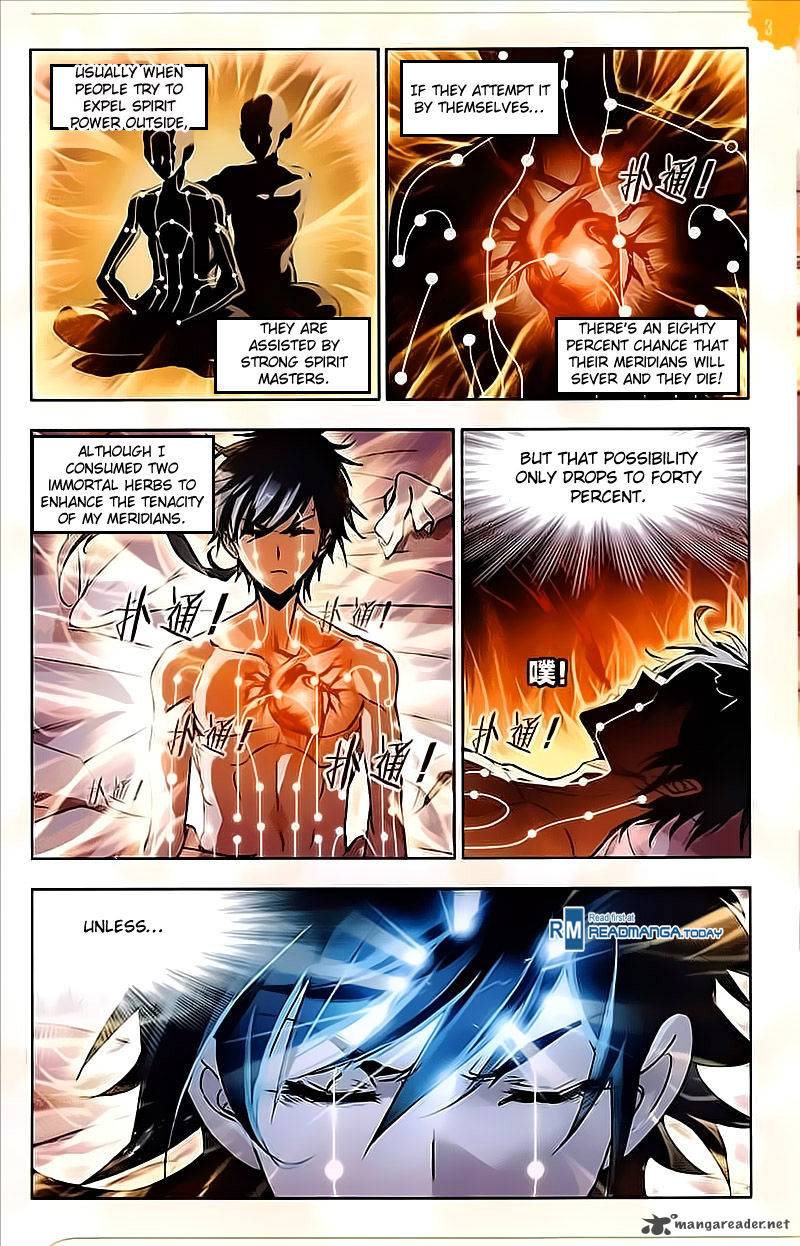 3
USUALLY WHEN
PEOPLE TRY TO
EXPEL SPIRIT
POWER OUTSIDE,
THEY ARE
ASSISTED BY
STRONG SPIRIT
MASTERS.
IF THEY ATTEMPT IT
BY THEMSELVES...
扑通!
THERE'S AN EIGHTY
PERCENT CHANCE THAT
THEIR MERIDIANS WILL
SEVER AND THEY DIE!
ALTHOUGH I
CONSUMED TWO
IMMORTAL HERBS TO
ENHANCE THE TENACITY
OF MY MERIDIANS.
扑通!
扑通!
扑通!
扑通!
BUT THAT POSSIBILITY
ONLY DROPS TO FORTY
PERCENT.
噗!
扑通!
UNLESS...
RM
Read first at
READMANGA.TODAY
mangareader.net